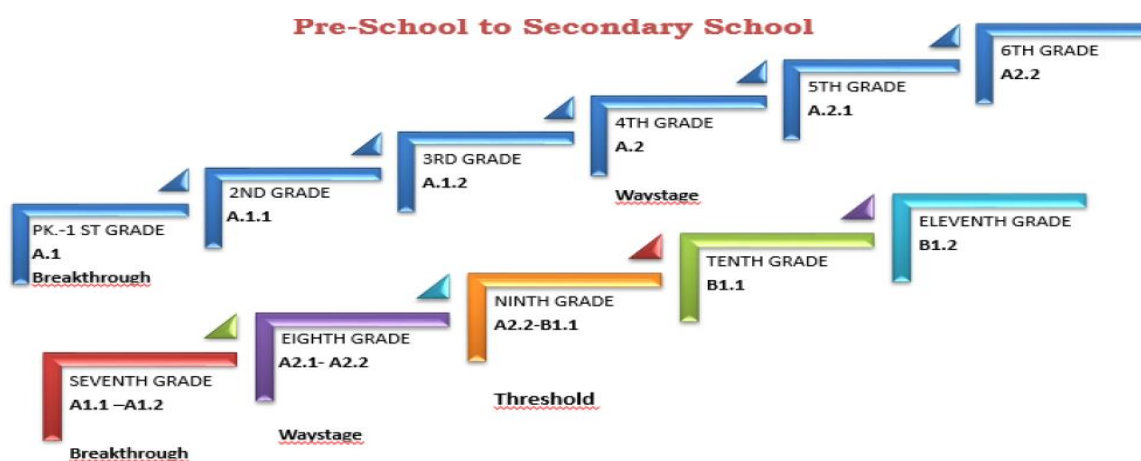 Pre-School to Secondary School
PK.-1 ST GRADE
A.1
Breakthrough
2ND GRADE
A.1.1
3RD GRADE
A.1.2
4TH GRADE
A.2
Waystage
5TH GRADE
A.2.1
6TH GRADE
A2.2
SEVENTH GRADE
A1.1 –A1.2
Breakthrough
EIGHTH GRADE
A2.1- A2.2
Waystage
NINTH GRADE
A2.2-B1.1
Threshold
TENTH GRADE
B1.1
ELEVENTH GRADE
B1.2